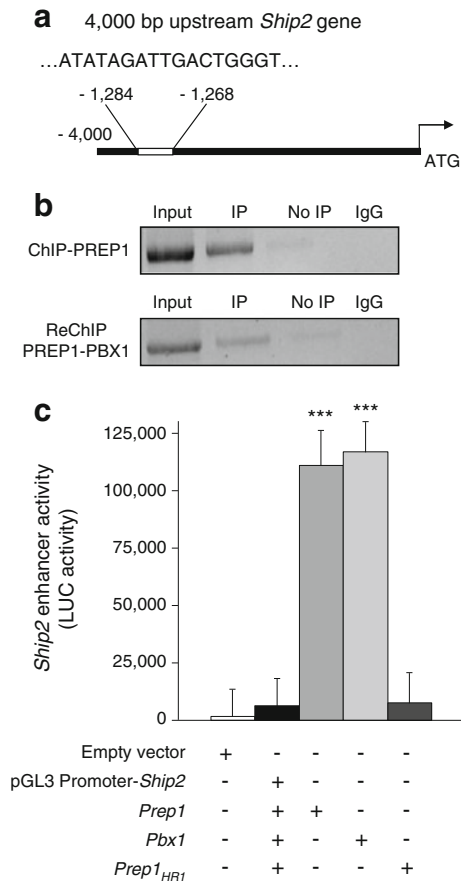 a 4,000 bp upstream Ship2 gene
...ATATAGATTGACTGGGT...
- 1,284 - 1,268
- 4,000
ATG
b
Input IP No IP IgG
ChIP-PREP1
Input IP No IP IgG
ReChIP
PREP1-PBX1
c
*** ***
125,000
100,000
75,000
50,000
25,000
0
Ship2 enhancer activity
(LUC activity)
Empty vector + - - - -
pGL3 Promoter-Ship2 - + - - -
Prep1 - + + - -
Pbx1 - + - + -
Prep1HR1 - + - - +